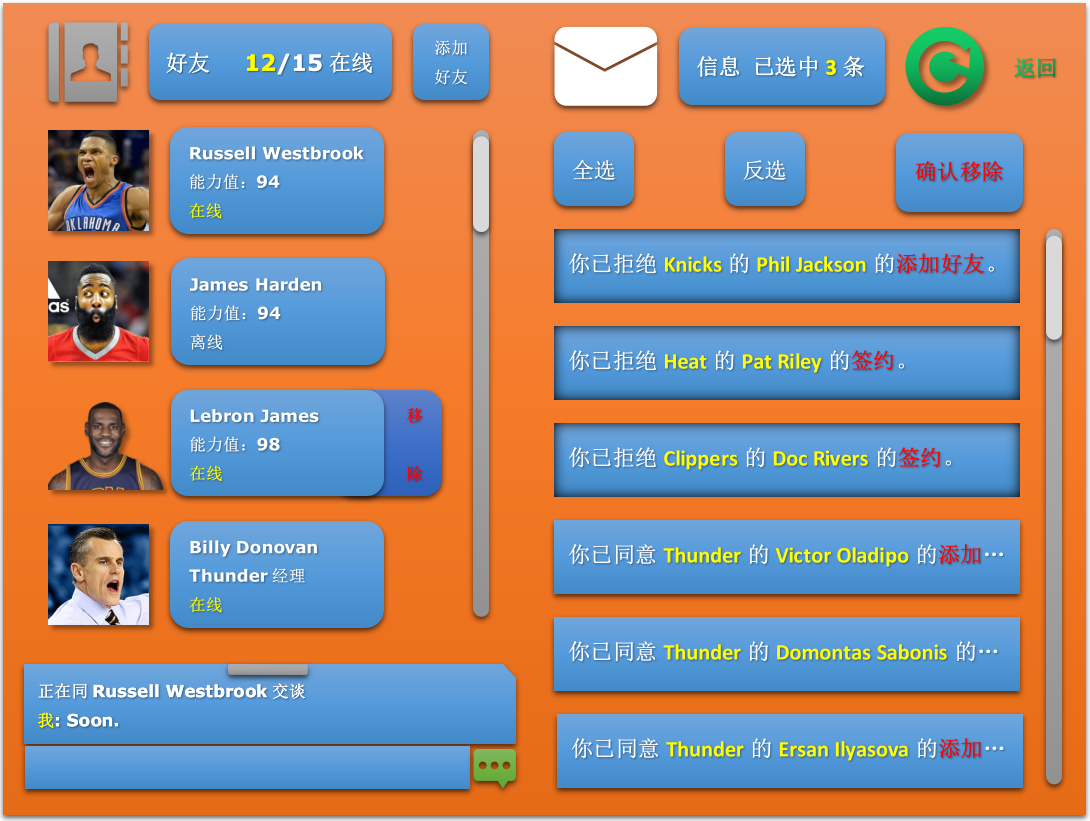 好友 12/15 在线
添加
好友
信息 已选中 3 条
返回
Russell Westbrook
能力值：94
在线
OKLAHOMA
James Harden
能力值：94
离线
as
Lebron James
能力值：98
在线
移
除
Billy Donovan
Thunder 经理
在线
正在同 Russell Westbrook 交谈
我: Soon.
全选
反选
确认移除
你已拒绝 Knicks 的 Phil Jackson 的添加好友。
你已拒绝 Heat 的 Pat Riley 的签约。
你已拒绝 Clippers 的 Doc Rivers 的签约。
你已同意 Thunder 的 Victor Oladipo 的添加…
你已同意 Thunder 的 Domontas Sabonis 的…
你已同意 Thunder 的 Ersan Ilyasova 的添加…